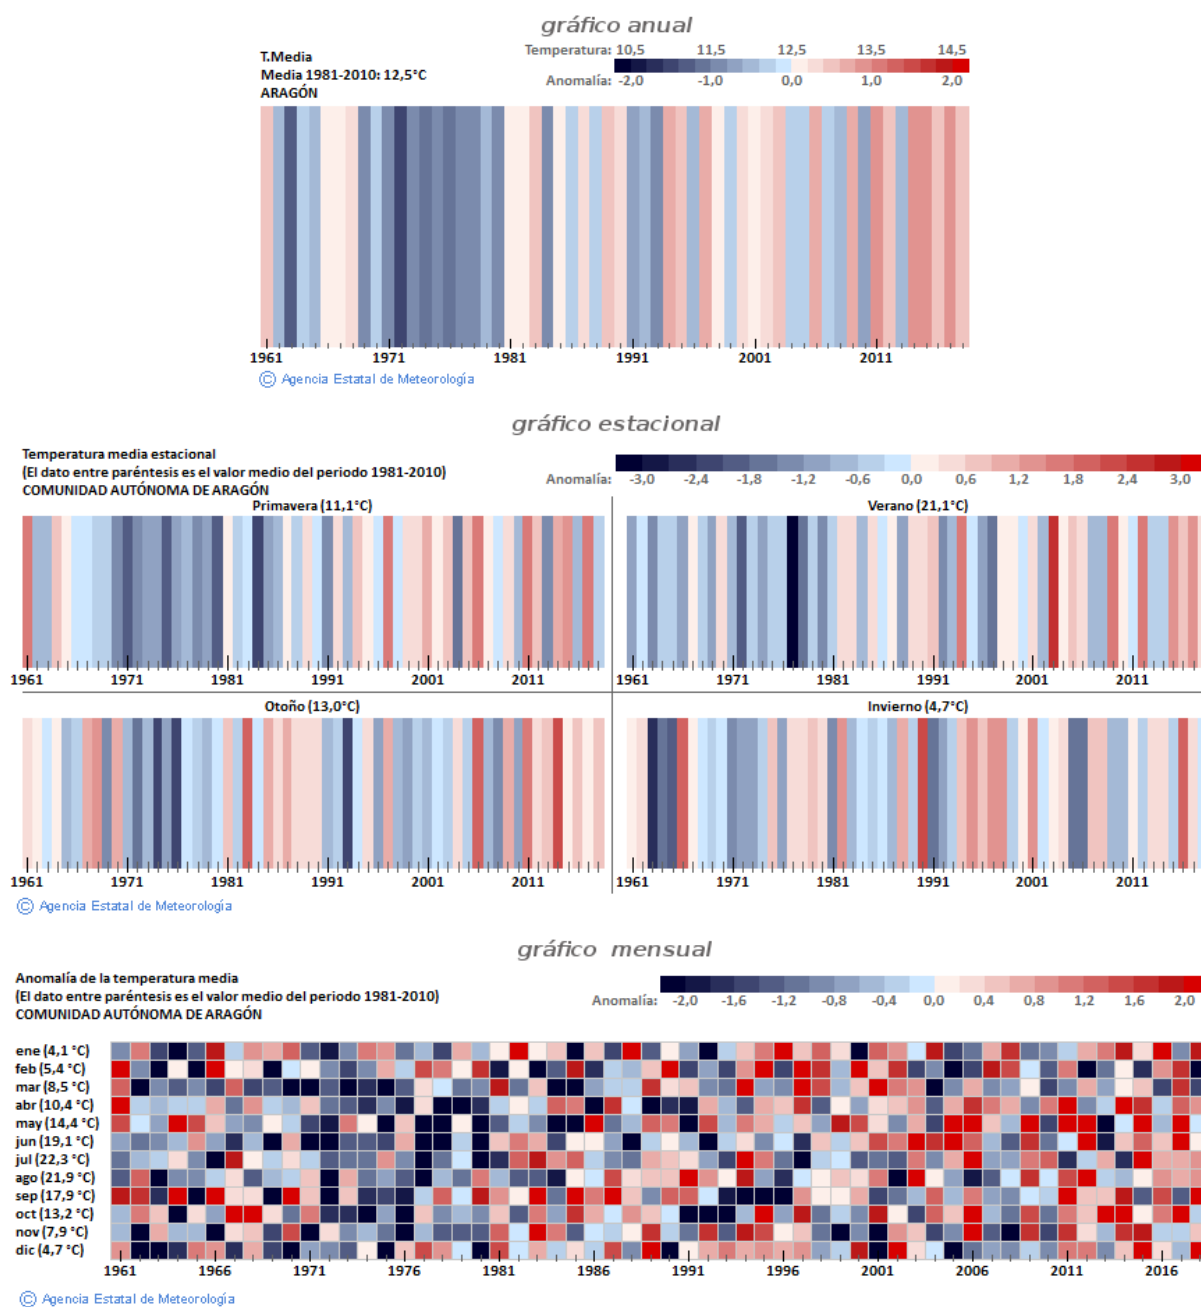 gráfico anual
T.Media
Media 1981-2010: 12,5°C
ARAGÓN
Temperatura: 10,5 11,5 12,5 13,5 14,5
Anomalía: -2,0 -1,0 0,0 1,0 2,0
1961 1971 1981 1991 2001 2011
© Agencia Estatal de Meteorología
gráfico estacional
Temperatura media estacional
(El dato entre paréntesis es el valor medio del periodo 1981-2010)
COMUNIDAD AUTÓNOMA DE ARAGÓN
Anomalía: -3,0 -2,4 -1,8 -1,2 -0,6 0,0 0,6 1,2 1,8 2,4 3,0
Primavera (11,1°C)
1961 1971 1981 1991 2001 2011
Verano (21,1°C)
1961 1971 1981 1991 2001 2011
Otoño (13,0°C)
1961 1971 1981 1991 2001 2011
Invierno (4,7°C)
1961 1971 1981 1991 2001 2011
© Agencia Estatal de Meteorología
gráfico mensual
Anomalía de la temperatura media
(El dato entre paréntesis es el valor medio del periodo 1981-2010)
COMUNIDAD AUTÓNOMA DE ARAGÓN
Anomalía: -2,0 -1,6 -1,2 -0,8 -0,4 0,0 0,4 0,8 1,2 1,6 2,0
ene (4,1 °C)
feb (5,4 °C)
mar (8,5 °C)
abr (10,4 °C)
may (14,4 °C)
jun (19,1 °C)
jul (22,3 °C)
ago (21,9 °C)
sep (17,9 °C)
oct (13,2 °C)
nov (7,9 °C)
dic (4,7 °C)
1961 1966 1971 1976 1981 1986 1991 1996 2001 2006 2011 2016
© Agencia Estatal de Meteorología